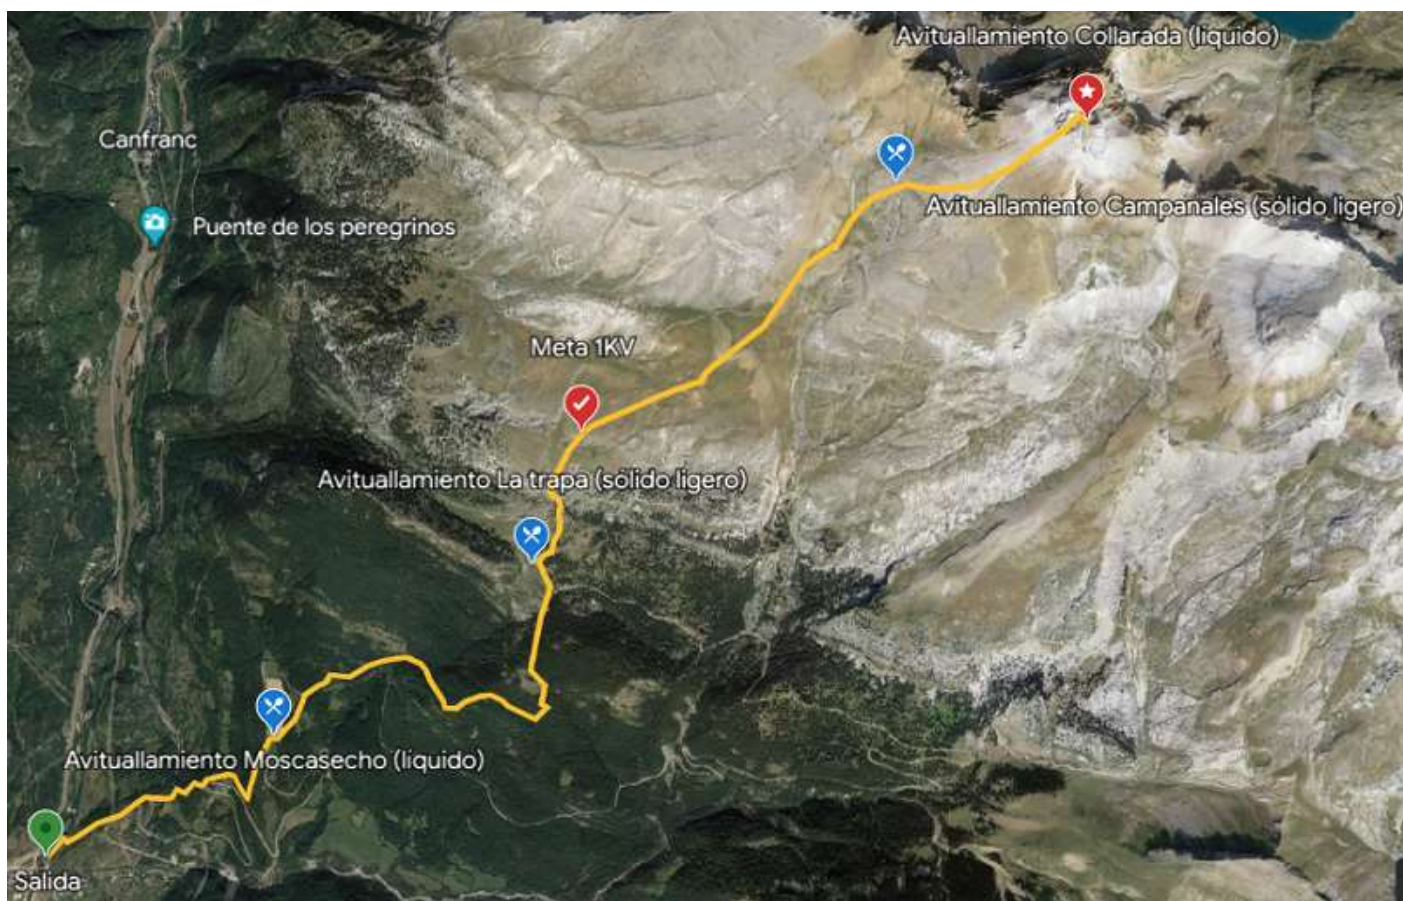 Avituallamiento Collarada (líquido)
Canfranc
Avituallamiento Campanales (sólido ligero)
Puente de los peregrinos
Meta 1KV
Avituallamiento La trapa (sólido ligero)
Avituallamiento Moscasecho (líquido)
Salida